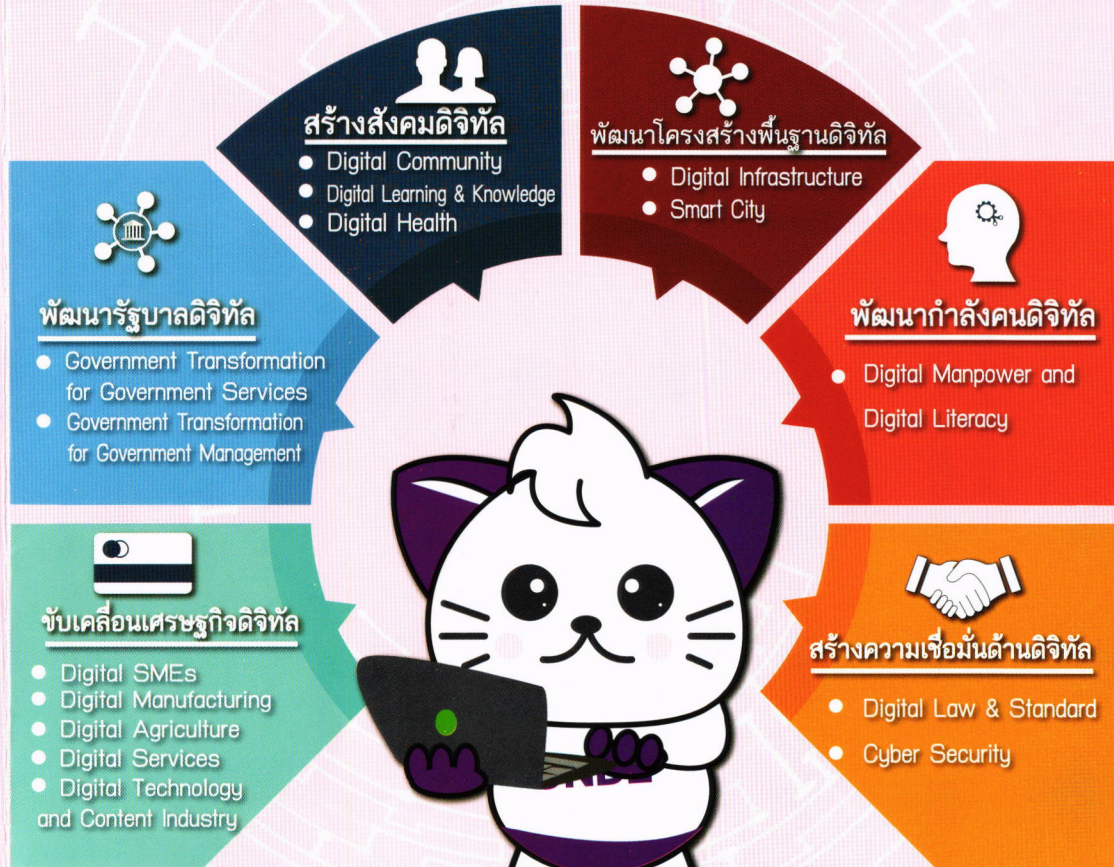 สร้างสังคมดิจิทัล
Digital Community
Digital Learning & Knowledge
Digital Health
พัฒนาโครงสร้างพื้นฐานดิจิทัล
Digital Infrastructure
Smart City
พัฒนารัฐบาลดิจิทัล
Government Transformation
for Government Services
Government Transformation
for Government Management
พัฒนากำลังคนดิจิทัล
Digital Manpower and
Digital Literacy
ขับเคลื่อนเศรษฐกิจดิจิทัล
Digital SMEs
Digital Manufacturing
Digital Agriculture
Digital Services
Digital Technology
and Content Industry
สร้างความเชื่อมั่นด้านดิจิทัล
Digital Law & Standard
Cyber Security